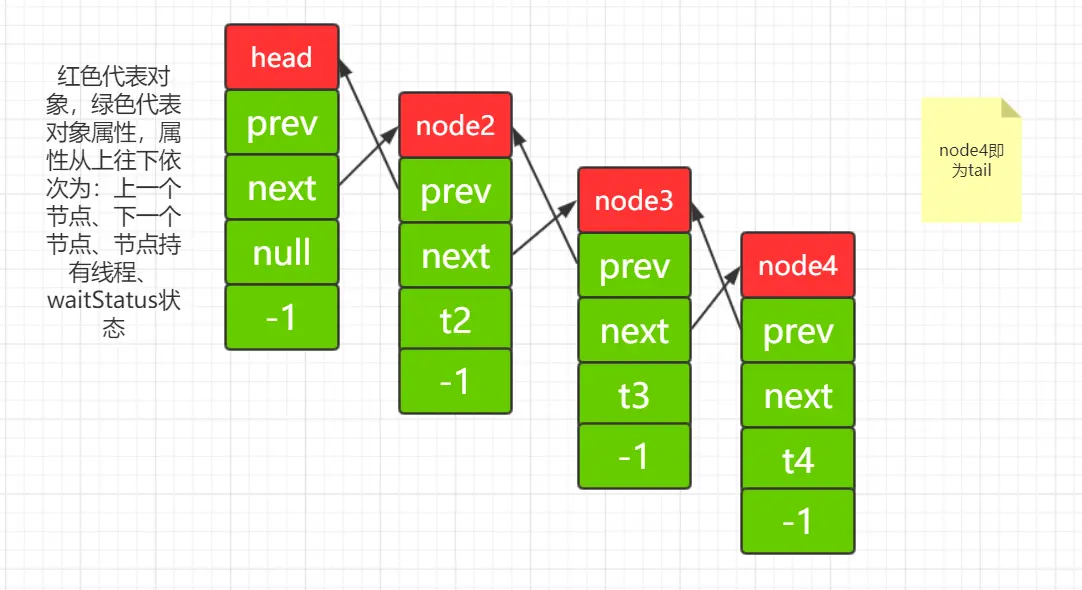 红色代表对
象，绿色代表
对象属性，属
性从上往下依
次为：上一个
节点、下一个
节点、节点持
有线程、
waitStatus状
态
head
prev
next
null
-1
node2
prev
next
t2
-1
node3
prev
next
t3
-1
node4
prev
next
t4
-1
node4即
为tail